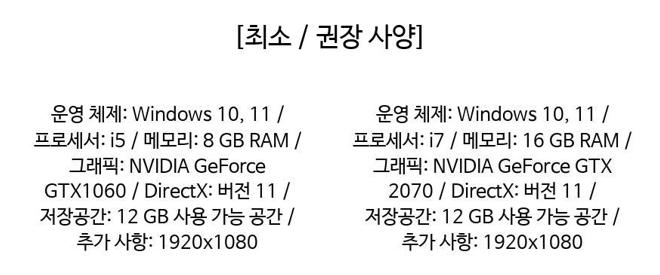 [최소 / 권장 사양]
운영 체제: Windows 10, 11 /
프로세서: i5 / 메모리: 8 GB RAM /
그래픽: NVIDIA GeForce
GTX1060 / DirectX: 버전 11 /
저장공간: 12 GB 사용 가능 공간 /
추가 사항: 1920x1080
운영 체제: Windows 10, 11 /
프로세서: i7 / 메모리: 16 GB RAM /
그래픽: NVIDIA GeForce GTX
2070 / DirectX: 버전 11 /
저장공간: 12 GB 사용 가능 공간 /
추가 사항: 1920x1080